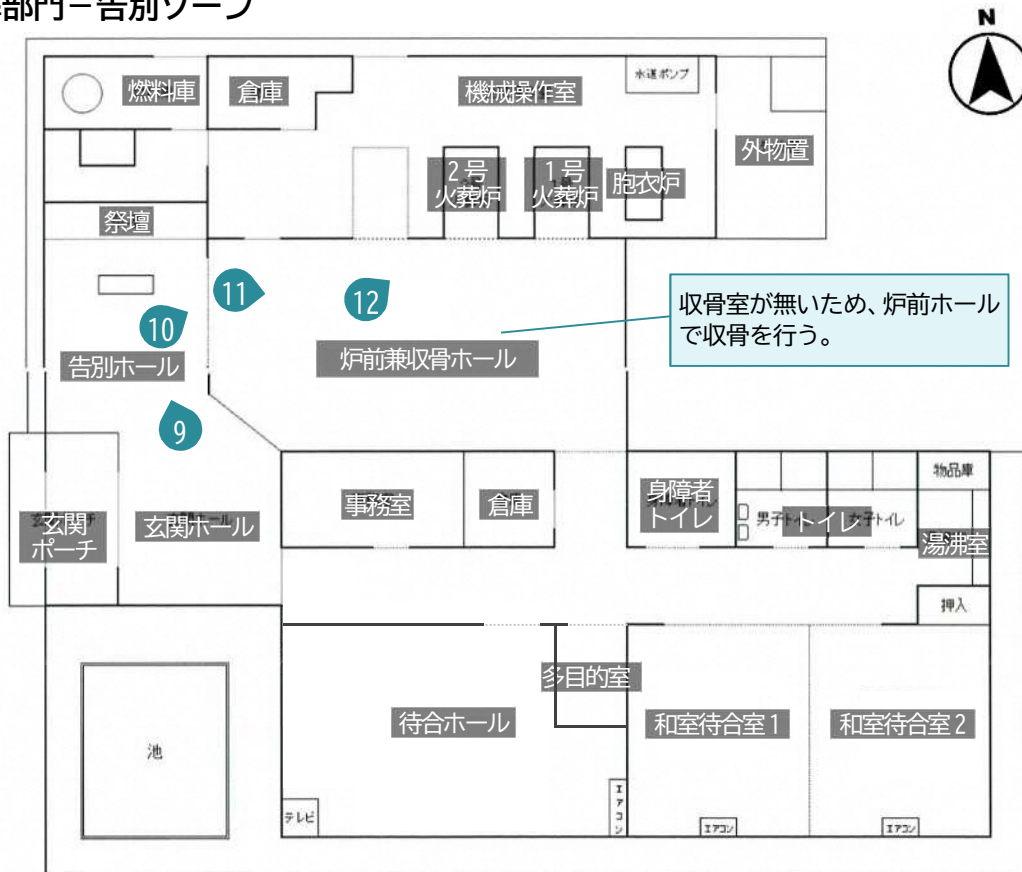 部門－告別ゾーン
N
燃料庫
倉庫
機械操作室
水道ポンプ
外物置
2号
火葬炉
1号
火葬炉
胞衣炉
祭壇
11
12
10
収骨室が無いため、炉前ホール
で収骨を行う。
告別ホール
炉前兼収骨ホール
9
玄関
ポーチ
玄関ホール
事務室
倉庫
身障者
トイレ
男子トイ
トイレ
女子トイレ
物品庫
湯沸室
押入
多目的室
待合ホール
和室待合室1
和室待合室2
池
テレビ
エアコン
エアコン
エアコン